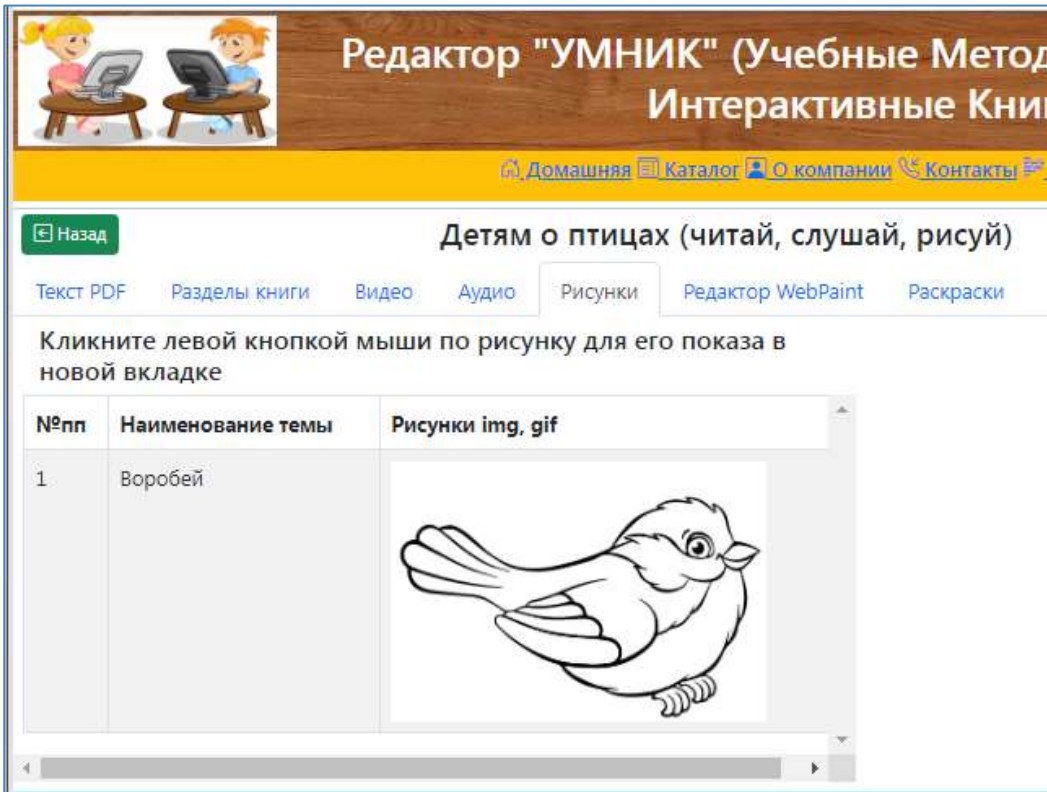 Редактор "УМНИК" (Учебные Метод
Интерактивные Кни
Домашняя Каталог О компании Контакты
Назад
Детям о птицах (читай, слушай, рисуй)
Текст PDF Разделы книги Видео Аудио Рисунки Редактор WebPaint Раскраски
Кликните левой кнопкой мыши по рисунку для его показа в
новой вкладке
№пп Наименование темы Рисунки img, gif
1 Воробей